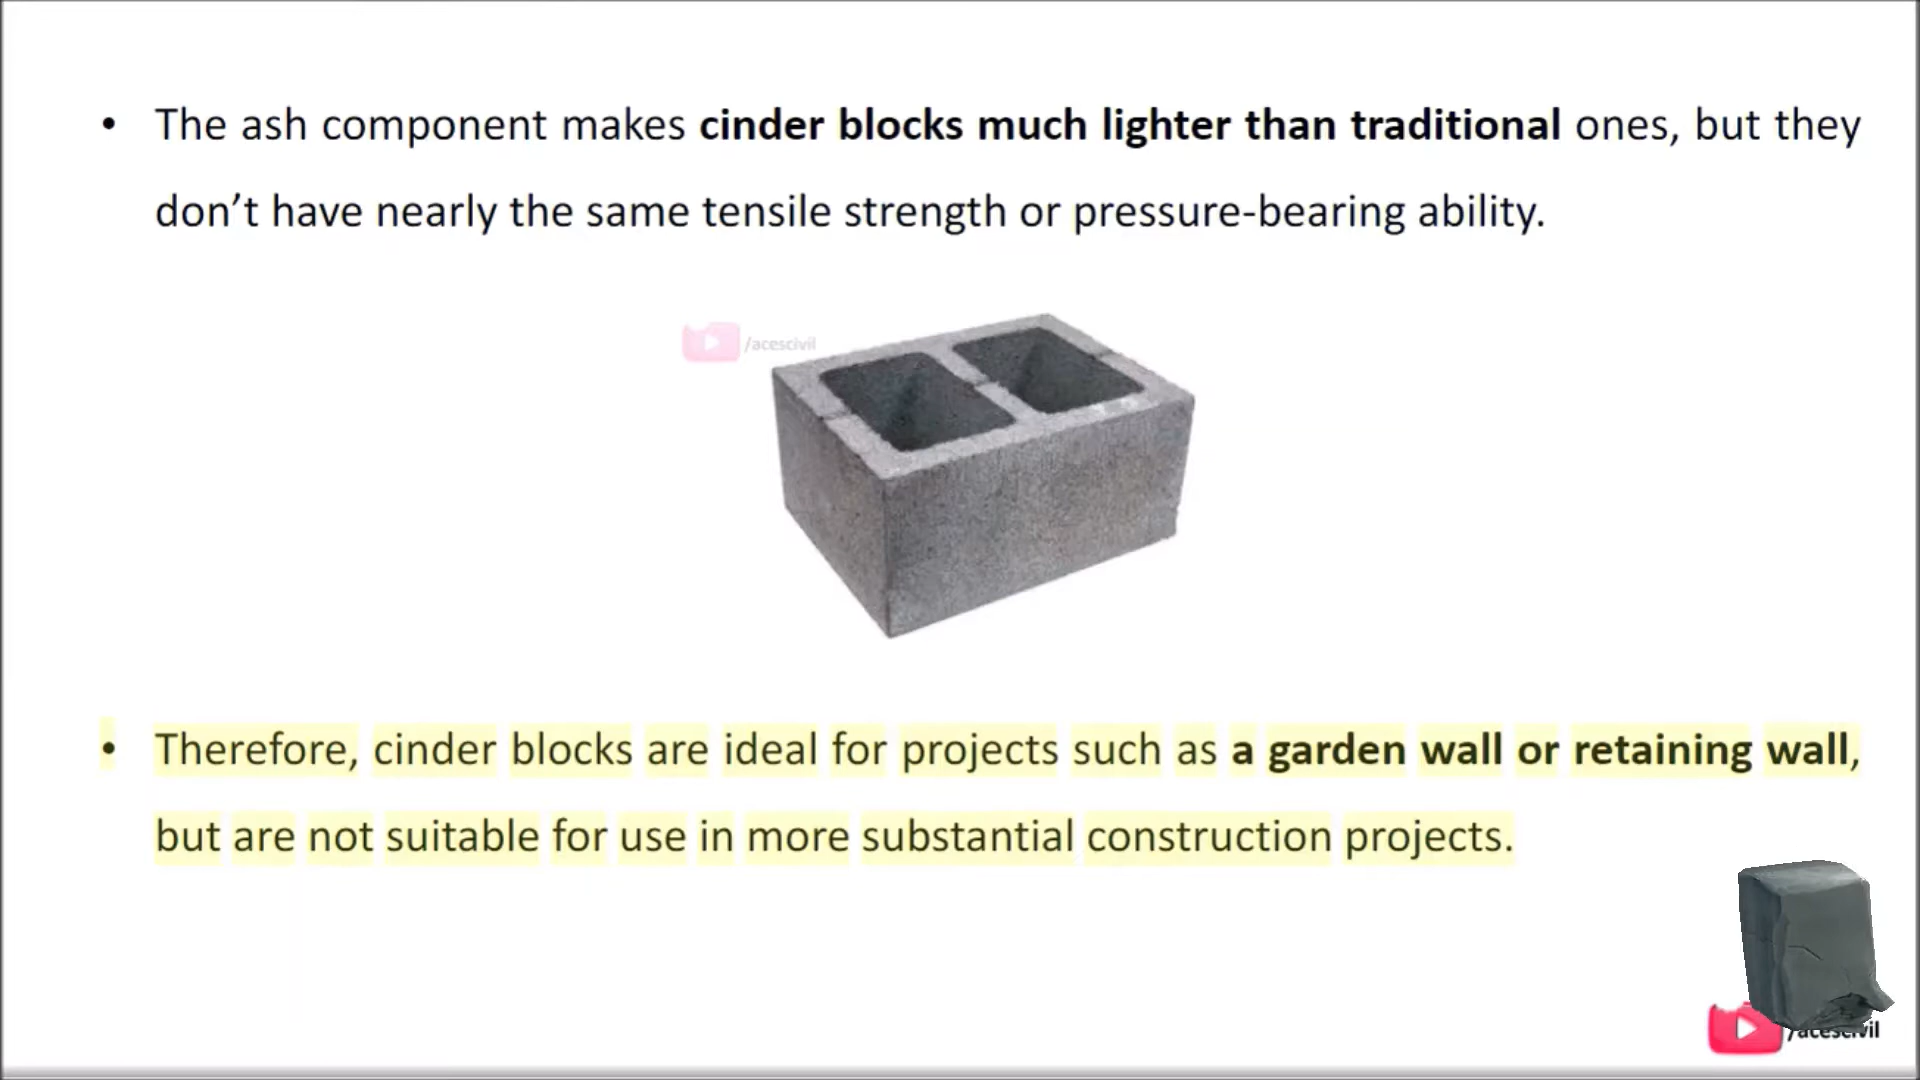 • The ash component makes cinder blocks much lighter than traditional ones, but they
don’t have nearly the same tensile strength or pressure-bearing ability.
/acescivil
• Therefore, cinder blocks are ideal for projects such as a garden wall or retaining wall,
but are not suitable for use in more substantial construction projects.
/acescivil